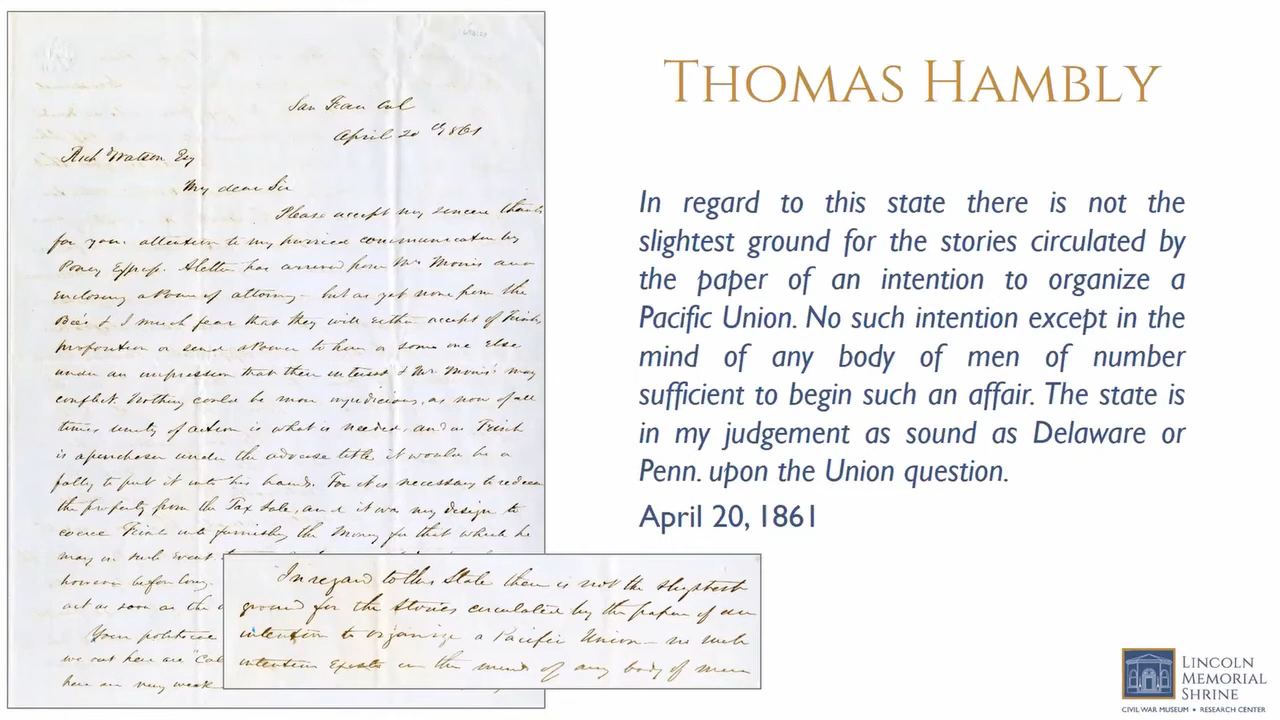 San Fran Cal
April 20th 1861
Rich Watson Esq
My dear Sir
Please accept my sincere thanks
for your attention to my hurried communication by
Poney Express. A letter has arrived from Mr Morris
enclosing a Power of attorney - but as yet none from the
I much fear that they will either accept of
proposition or send a Power to him or some one else
under an impression that their interest & Mr Morris's may
conflict. Nothing could be more injudicious, as now of all
times unity of action is what is needed, and as
is a purchaser under the adverse title it would be a
folly to put it into his hands. For it is necessary to redeem
the property from the Tax Sale, and it was my design to
coerce into furnishing the Money for that which he
may in such event
however before long.
act as soon as the
Your political
we out here are "Cal
here are very weak
In regard to this State there is not the slightest
ground for the stories circulated by the paper of an
intention to organize a Pacific Union - no such
intention exists in the mind of any body of men
THOMAS HAMBLY
In regard to this state there is not the
slightest ground for the stories circulated by
the paper of an intention to organize a
Pacific Union. No such intention except in the
mind of any body of men of number
sufficient to begin such an affair. The state is
in my judgement as sound as Delaware or
Penn. upon the Union question.
April 20, 1861
LINCOLN
MEMORIAL
SHRINE
CIVIL WAR MUSEUM • RESEARCH CENTER